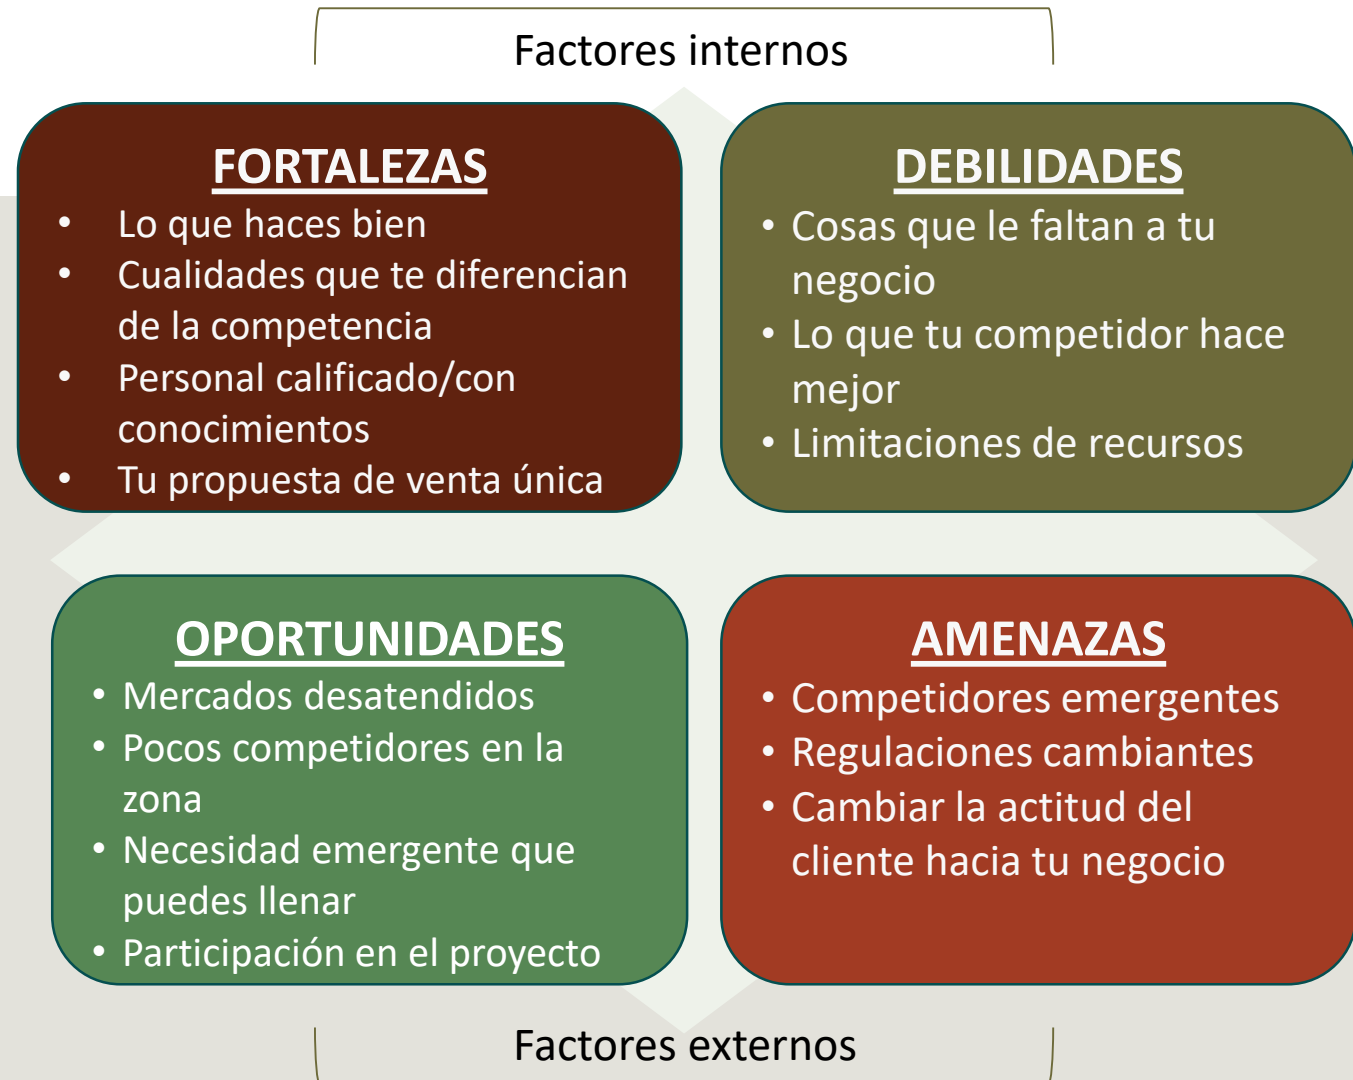 Factores internos
FORTALEZAS
• Lo que haces bien
• Cualidades que te diferencian
de la competencia
• Personal calificado/con
conocimientos
• Tu propuesta de venta única
DEBILIDADES
• Cosas que le faltan a tu
negocio
• Lo que tu competidor hace
mejor
• Limitaciones de recursos
OPORTUNIDADES
• Mercados desatendidos
• Pocos competidores en la
zona
• Necesidad emergente que
puedes llenar
• Participación en el proyecto
AMENAZAS
• Competidores emergentes
• Regulaciones cambiantes
• Cambiar la actitud del
cliente hacia tu negocio
Factores externos